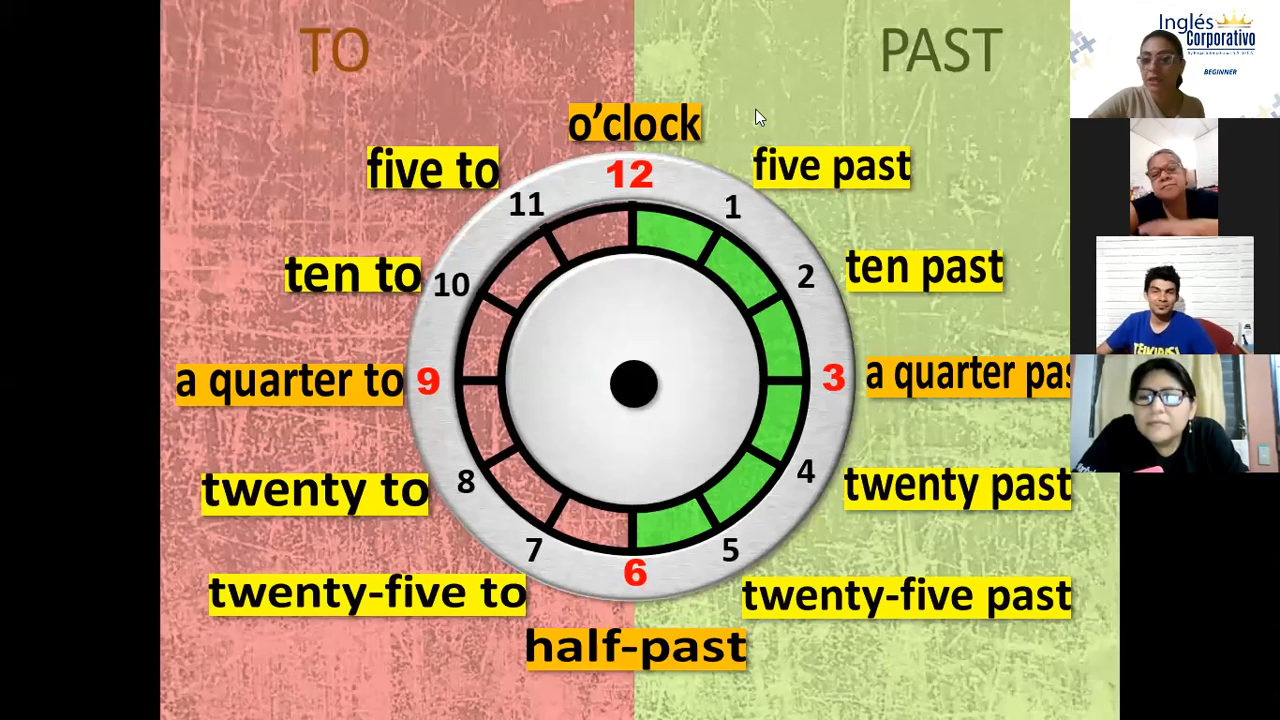 TO
PAST
o'clock
five to
12
five past
11
1
ten to
10
2
ten past
a quarter to
9
3
a quarter pas
twenty to
8
4
twenty past
7
5
twenty-five to
6
twenty-five past
half-past
Inglés
Corporativo
BEGINNER